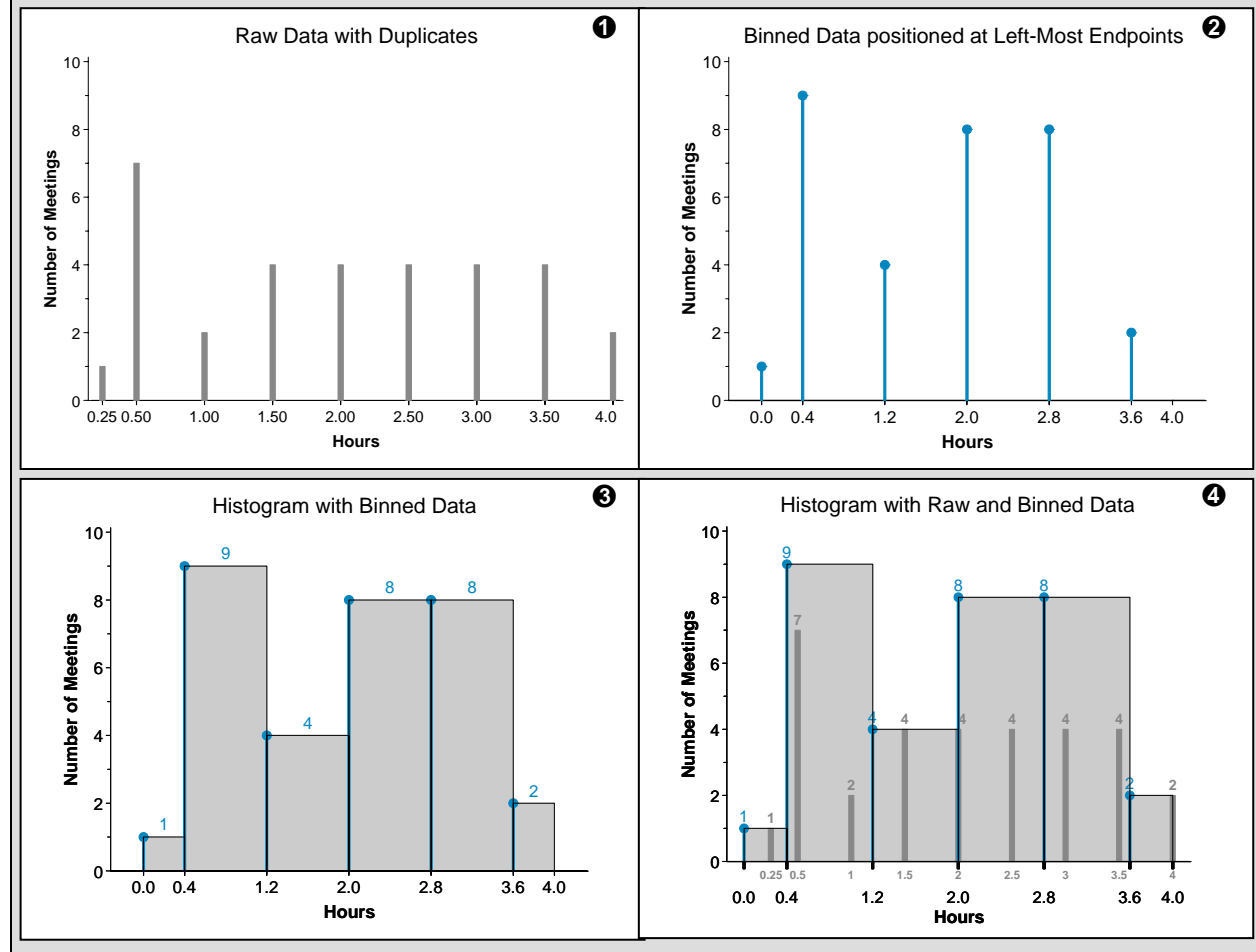 Raw Data with Duplicates
❶
Number of Meetings
10
8
6
4
2
0
0.25 0.50 1.00 1.50 2.00 2.50 3.00 3.50 4.0
Hours
Binned Data positioned at Left-Most Endpoints
❷
Number of Meetings
10
8
6
4
2
0
0.0 0.4 1.2 2.0 2.8 3.6 4.0
Hours
Histogram with Binned Data
❸
Number of Meetings
10
8
6
4
2
0
1 9 4 8 8 2
0.0 0.4 1.2 2.0 2.8 3.6 4.0
Hours
Histogram with Raw and Binned Data
❹
Number of Meetings
10
8
6
4
2
0
9
8 8
7
4 4 4 4 4 4
2 2 2
1 1
0.25 0.5 1 1.5 2 2.5 3 3.5 4
0.0 0.4 1.2 2.0 2.8 3.6 4.0
Hours